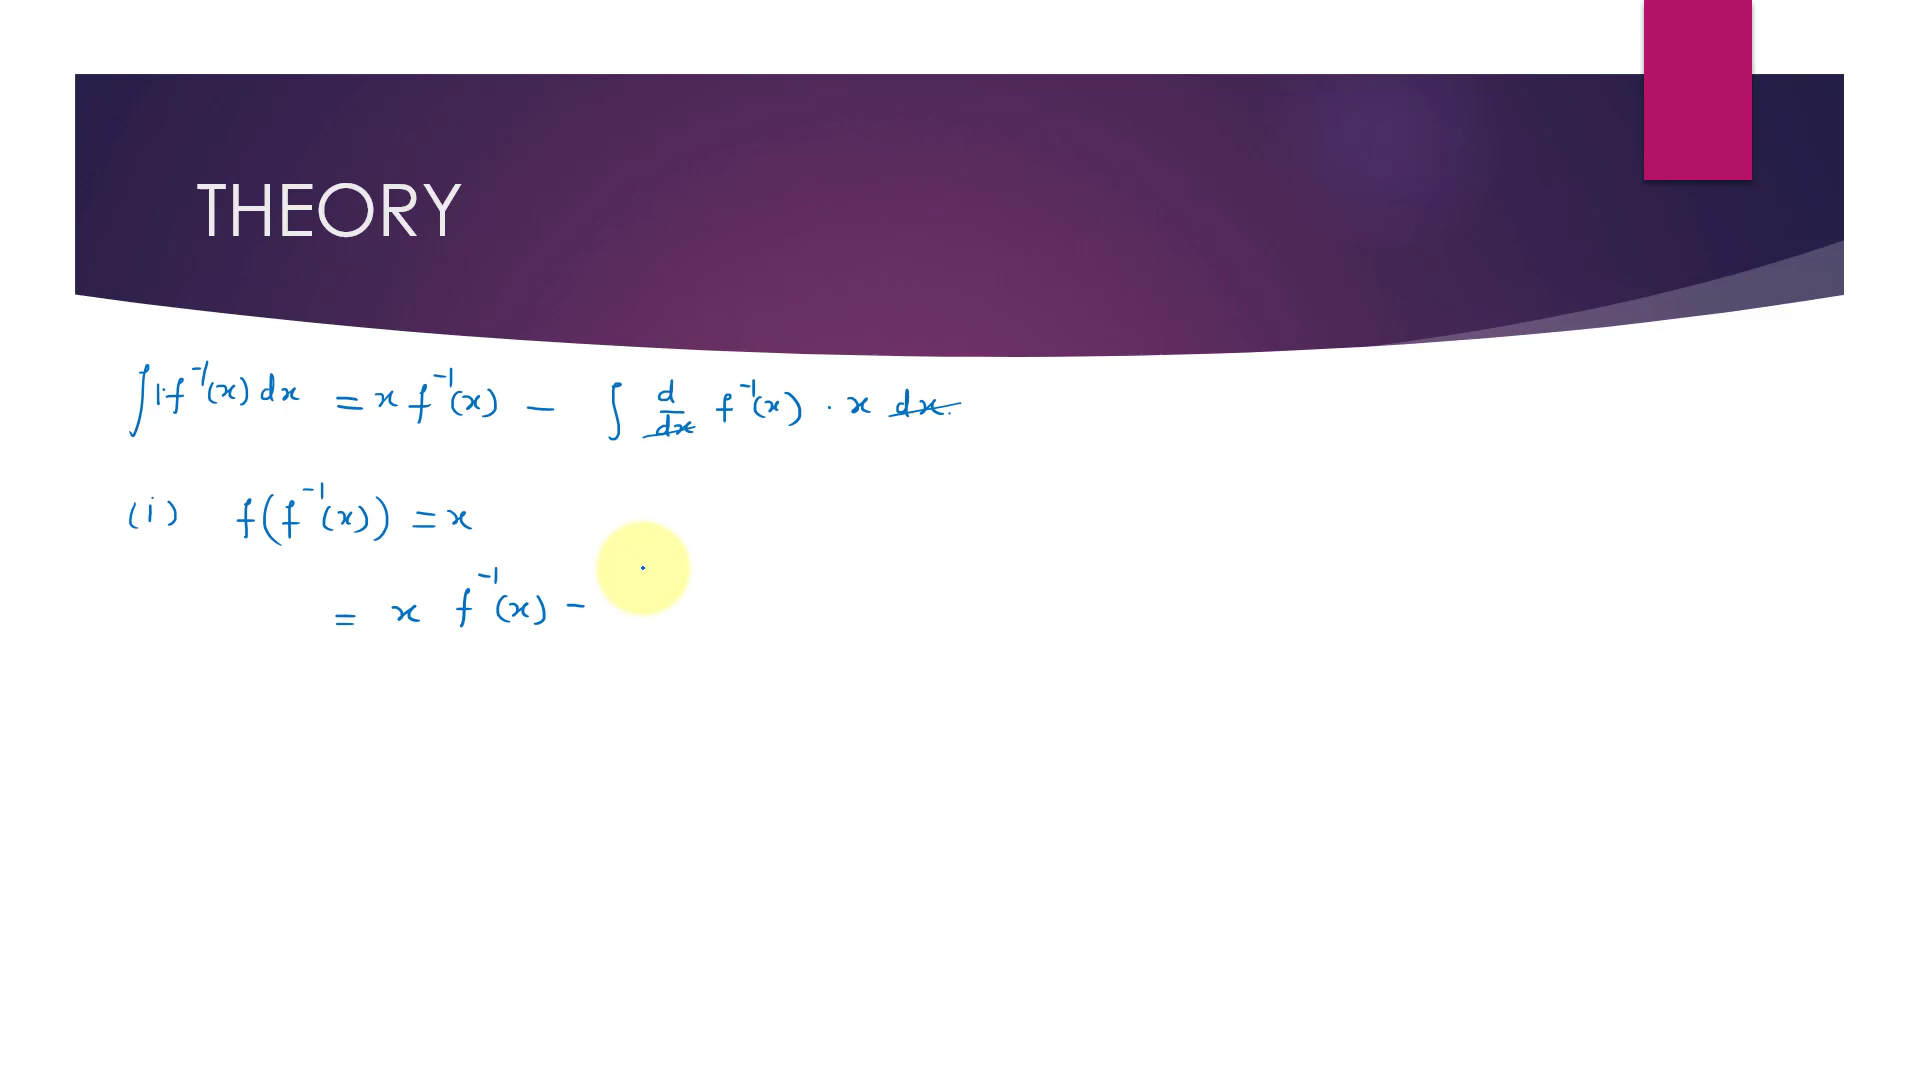 THEORY
∫1·f⁻¹(x) dx = x f⁻¹(x) − ∫ d/dx f⁻¹(x) · x dx.
(i) f(f⁻¹(x)) = x
= x f⁻¹(x) −